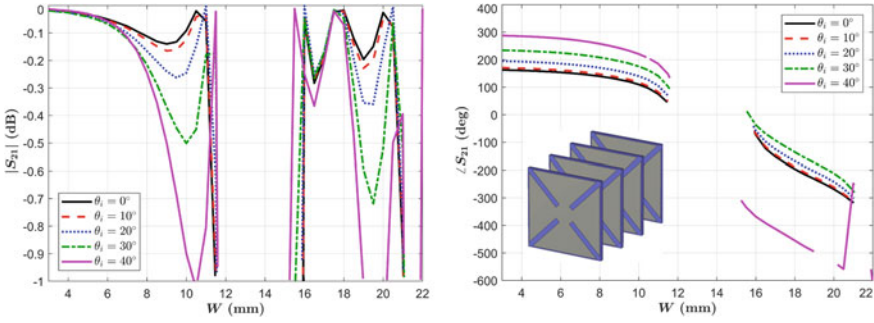 0
-0.1
-0.2
-0.3
-0.4
-0.5
-0.6
-0.7
-0.8
-0.9
-1
|S21| (dB)
θi = 0°
θi = 10°
θi = 20°
θi = 30°
θi = 40°
4 6 8 10 12 14 16 18 20 22
W (mm)
400
300
200
100
0
-100
-200
-300
-400
-500
-600
∠S21 (deg)
θi = 0°
θi = 10°
θi = 20°
θi = 30°
θi = 40°
4 6 8 10 12 14 16 18 20 22
W (mm)